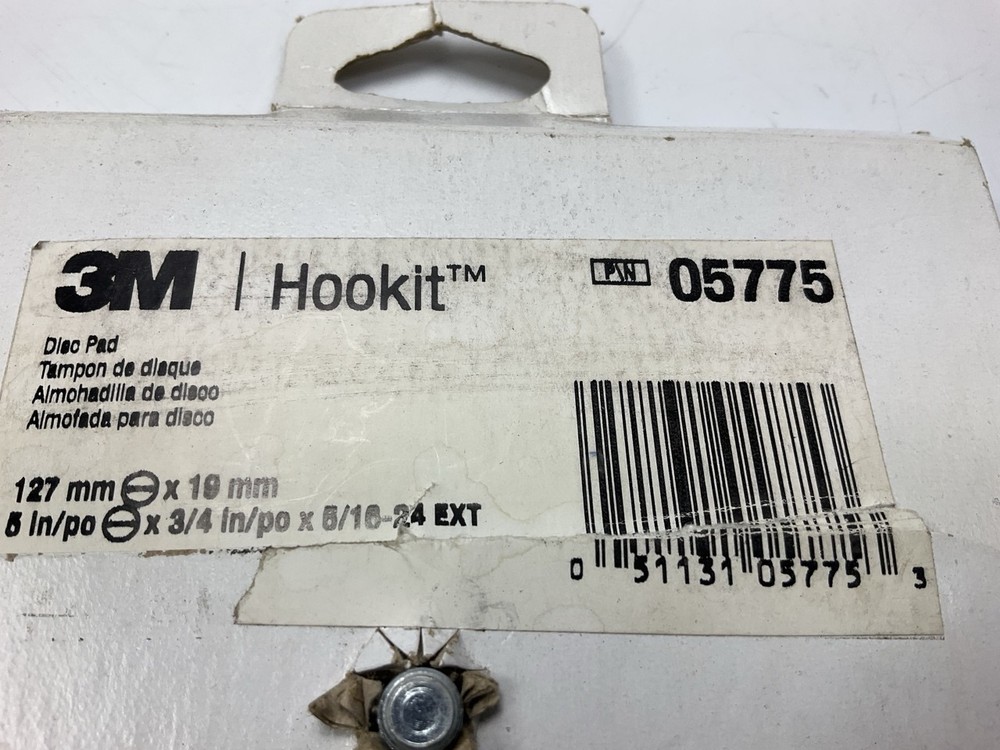 3M | Hookit™
P\N 05775
Disc Pad
Tampon de disque
Almohadilla de disco
Almofada para disco
127 mm ⊖ x 19 mm
5 in/po ⊖ x 3/4 in/po x 5/16-24 EXT
0 51131 05775 3